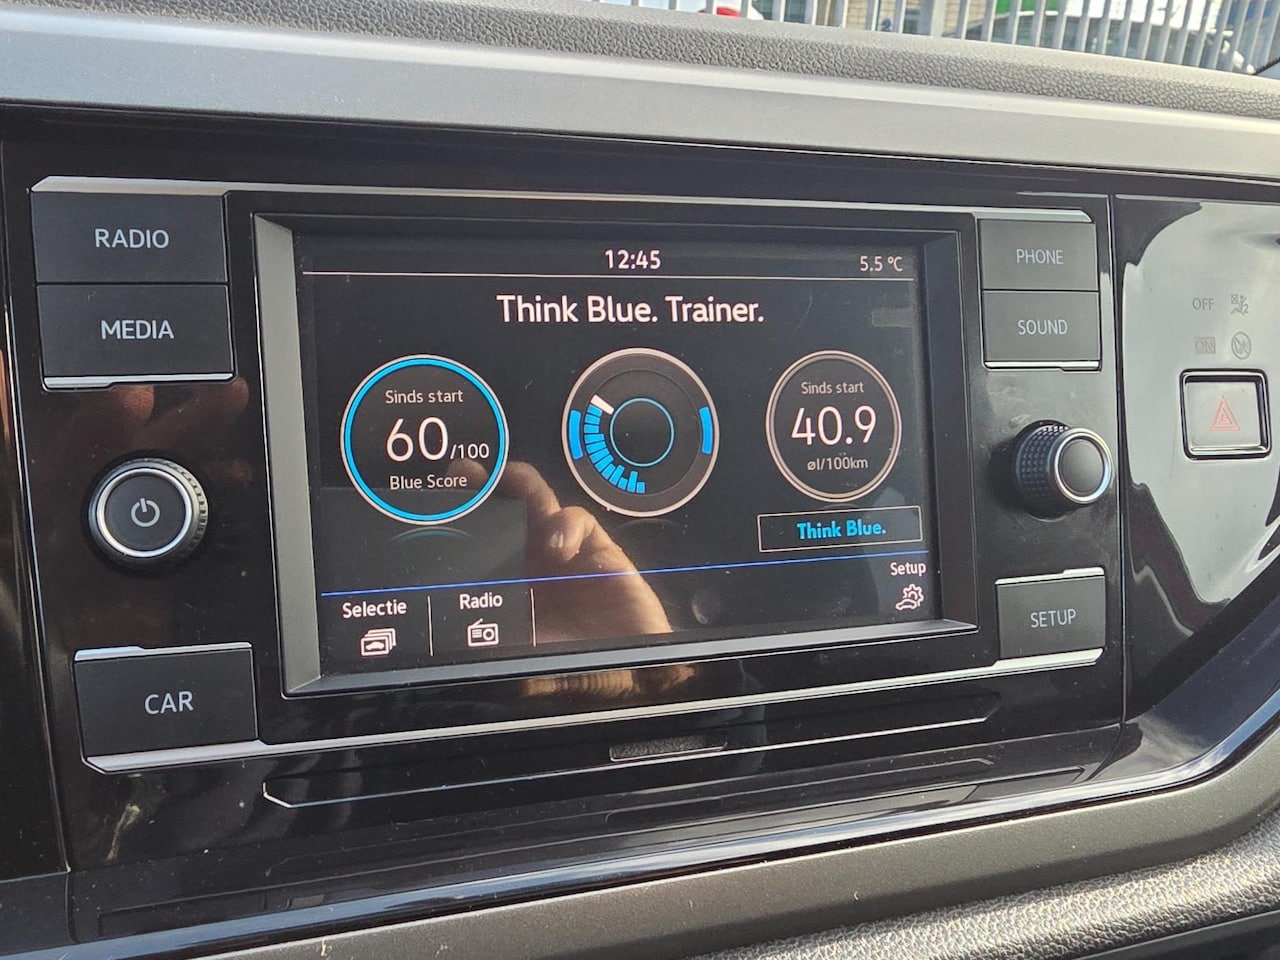 RADIO
MEDIA
CAR
12:45
5.5 °C
Think Blue. Trainer.
Sinds start
60/100
Blue Score
Sinds start
40.9
øl/100km
Think Blue.
Selectie
Radio
Setup
PHONE
SOUND
SETUP
OFF
ON